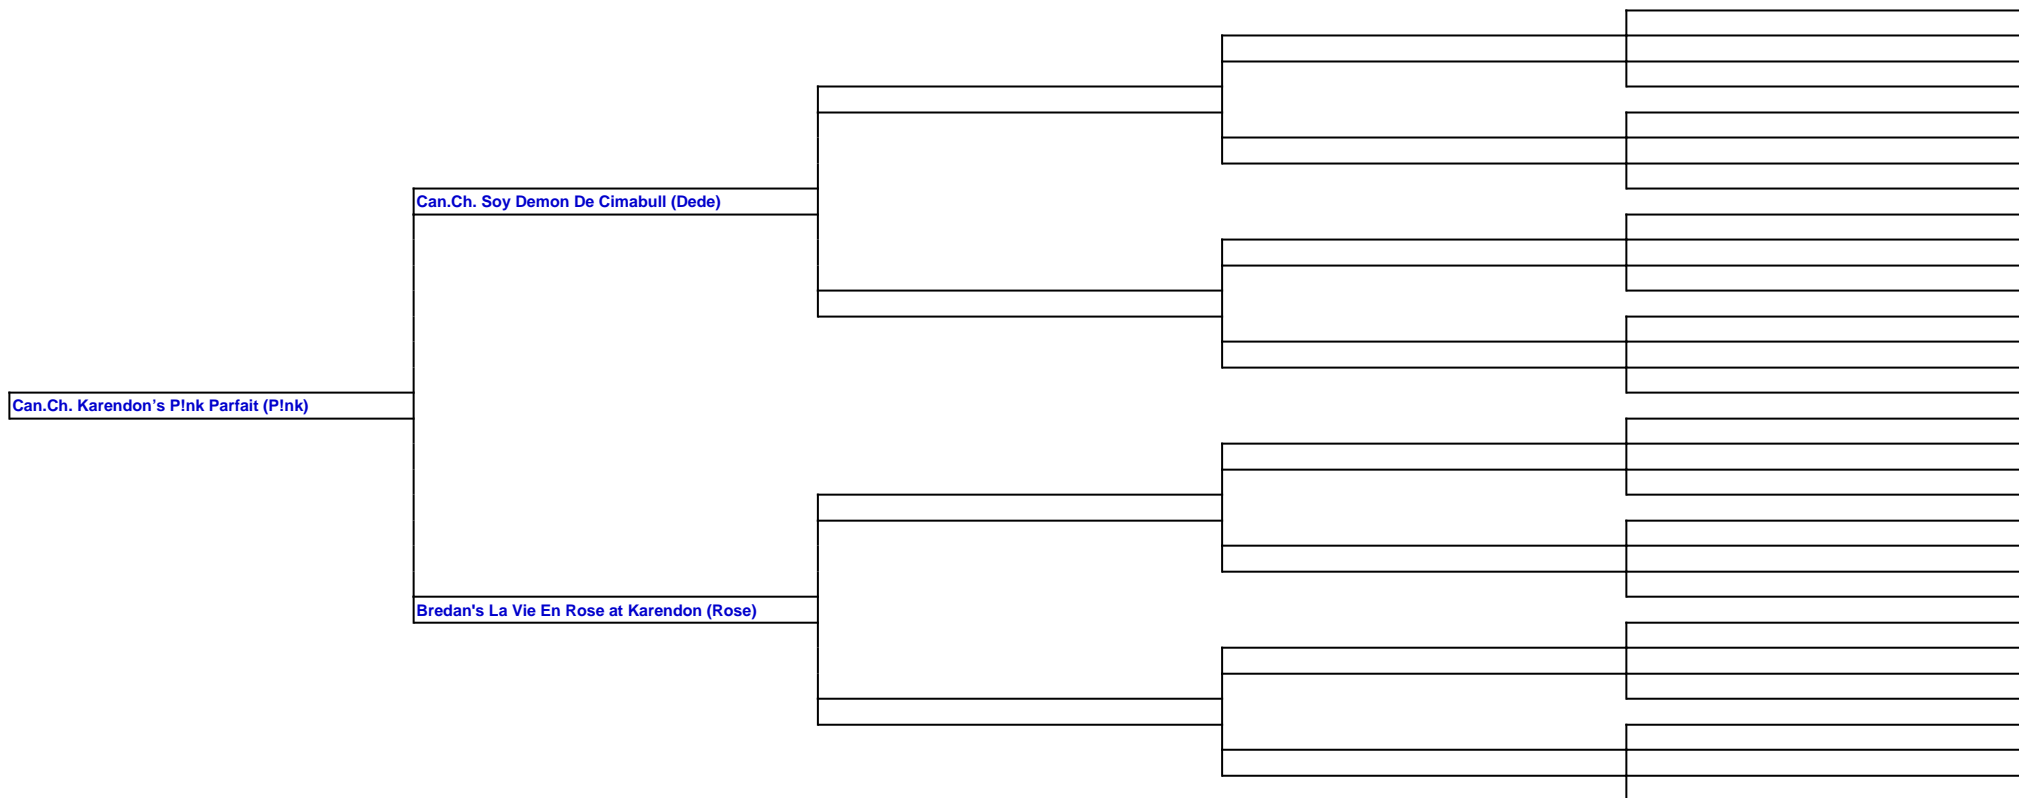 Can.Ch. Soy Demon De Cimabull (Dede)
Can.Ch. Karendon’s P!nk Parfait (P!nk)
Bredan's La Vie En Rose at Karendon (Rose)